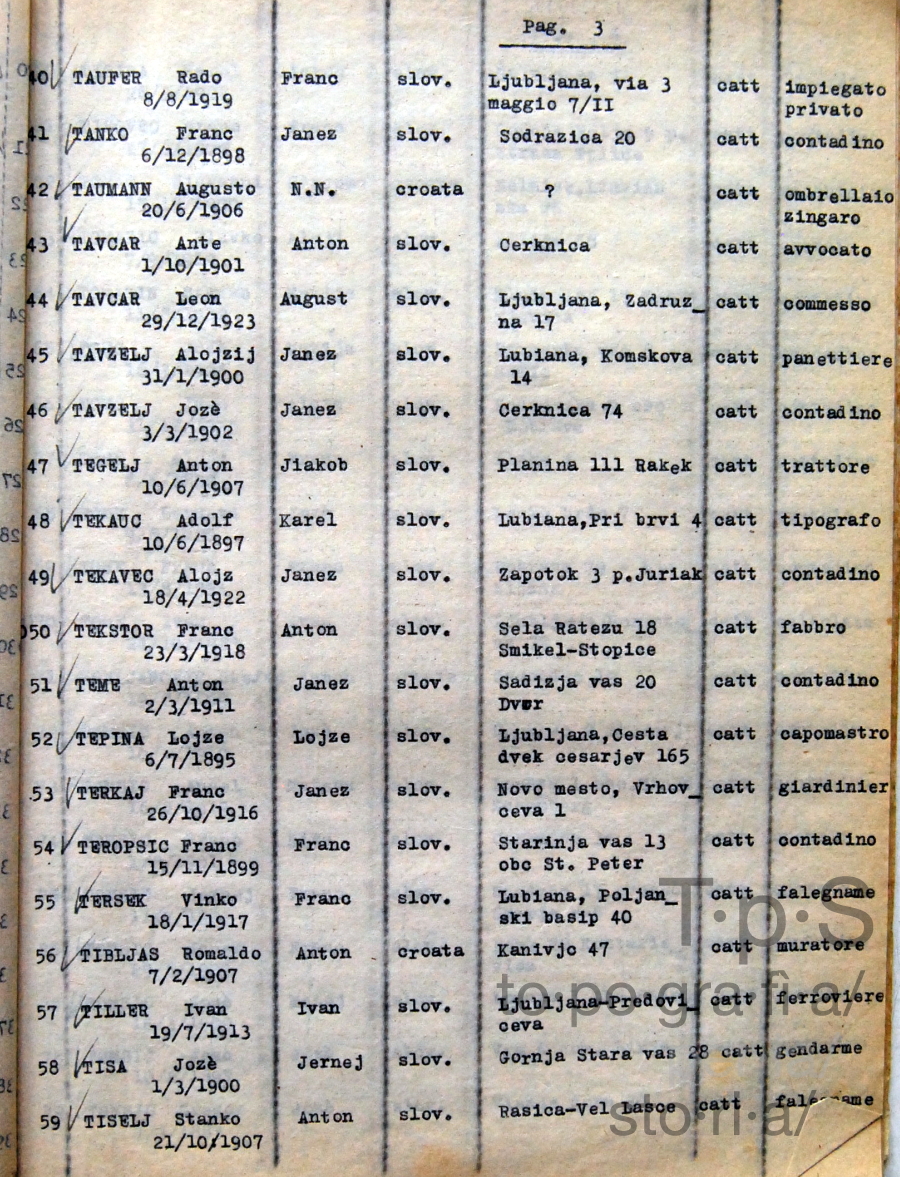 Pag. 3
40 TAUFER Rado Franc slov. Ljubljana, via 3 catt impiegato
8/8/1919 maggio 7/II privato
41 TANKO Franc Janez slov. Sodrazica 20 catt contadino
6/12/1898
42 TAUMANN Augusto N.N. croata ? catt ombrellaio
20/6/1906 zingaro
43 TAVCAR Ante Anton slov. Cerknica catt avvocato
1/10/1901
44 TAVCAR Leon August slov. Ljubljana, Zadruz_ catt commesso
29/12/1923 na 17
45 TAVZELJ Alojzij Janez slov. Lubiana, Komskova catt panettiere
31/1/1900 14
46 TAVZELJ Jozè Janez slov. Cerknica 74 catt contadino
3/3/1902
47 TEGELJ Anton Jiakob slov. Planina 111 Rakek catt trattore
10/6/1907
48 TEKAUC Adolf Karel slov. Lubiana,Pri brvi 4 catt tipografo
10/6/1897
49 TEKAVEC Alojz Janez slov. Zapotok 3 p.Juriak catt contadino
18/4/1922
50 TEKSTOR Franc Anton slov. Sela Ratezu 18 catt fabbro
23/3/1918 Smikel-Stopice
51 TEME Anton Janez slov. Sadizja vas 20 catt contadino
2/3/1911 Dvor
52 TEPINA Lojze Lojze slov. Ljubljana,Cesta catt capomastro
6/7/1895 dvek cesarjev 165
53 TERKAJ Franc Janez slov. Novo mesto, Vrhov_ catt giardinier
26/10/1916 ceva 1
54 TEROPSIC Franc Franc slov. Starinja vas 13 catt contadino
15/11/1899 obc St. Peter
55 TERSEK Vinko Franc slov. Lubiana, Poljan_ catt falegname
18/1/1917 ski basip 40
56 TIBLJAS Romaldo Anton croata Kanivjc 47 catt muratore
7/2/1907
57 TILLER Ivan Ivan slov. Ljubljana-Predovi_ catt ferroviere
19/7/1913 ceva
58 TISA Jozè Jernej slov. Gornja Stara vas 28 catt gendarme
1/3/1900
59 TISELJ Stanko Anton slov. Rasica-Vel Lasce catt falegname
21/10/1907
T·p·S
to po gra fi a/
sto ri a/